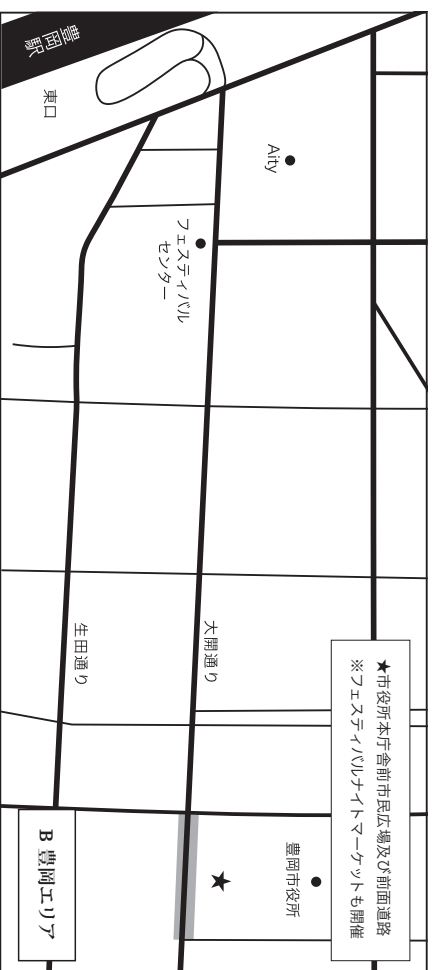 豊岡駅
東口
Aity
フェスティバル
センター
大開通り
生田通り
★市役所本庁舎前市民広場及び前面道路
※フェスティバルナイトマーケットも開催
豊岡市役所
★
B 豊岡エリア